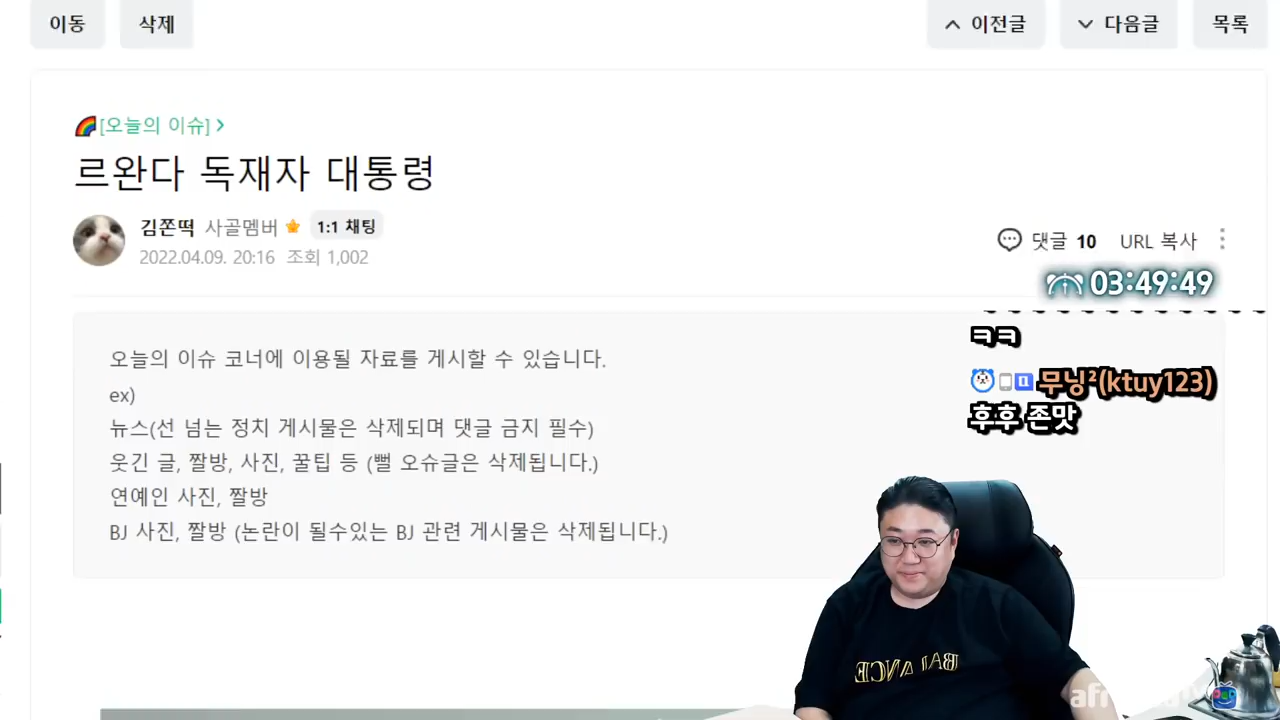 이동
삭제
이전글
다음글
목록
[오늘의 이슈]
르완다 독재자 대통령
김쫀떡 사골멤버 1:1 채팅
2022.04.09. 20:16 조회 1,002
댓글 10 URL 복사
03:49:49
오늘의 이슈 코너에 이용될 자료를 게시할 수 있습니다.
ex)
뉴스(선 넘는 정치 게시물은 삭제되며 댓글 금지 필수)
웃긴 글, 짤방, 사진, 꿀팁 등 (뻘 오슈글은 삭제됩니다.)
연예인 사진, 짤방
BJ 사진, 짤방 (논란이 될수있는 BJ 관련 게시물은 삭제됩니다.)
ㅋㅋ
무닝²(ktuy123)
후후 존맛
BALANCE